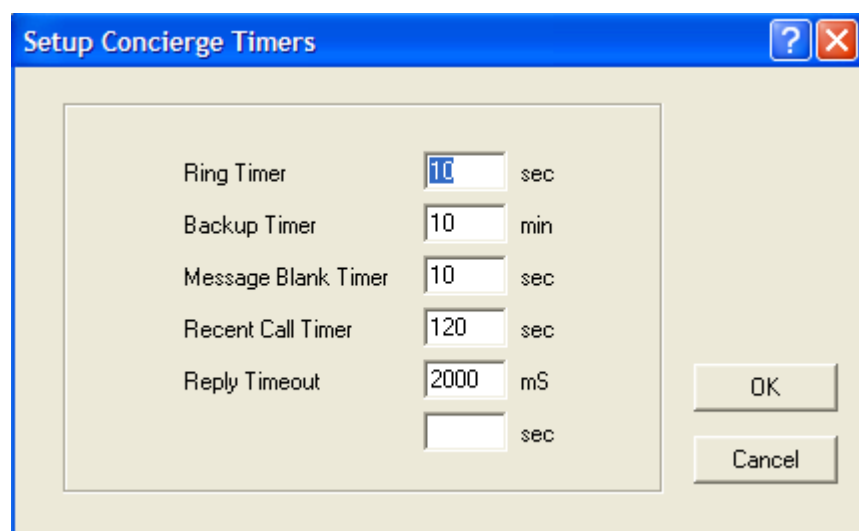 Setup Concierge Timers
Ring Timer 10 sec
Backup Timer 10 min
Message Blank Timer 10 sec
Recent Call Timer 120 sec
Reply Timeout 2000 mS
sec
OK
Cancel